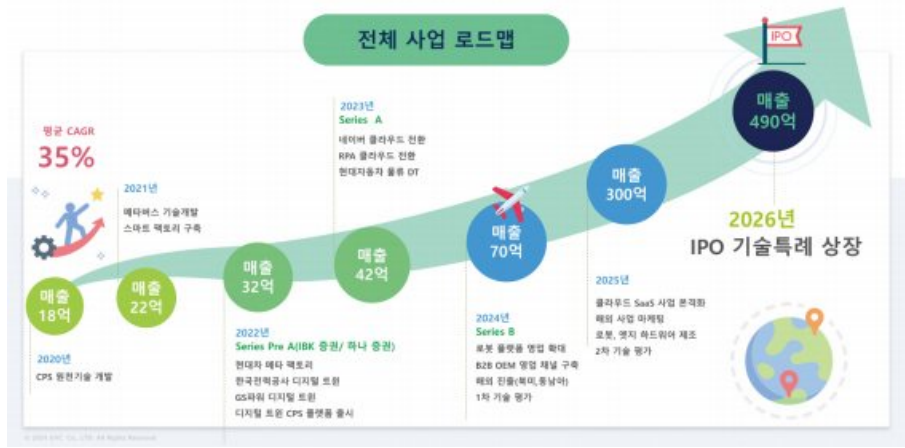 전체 사업 로드맵
IPO
평균 CAGR
35%
매출
18억
2020년
CPS 원천기술 개발
2021년
메타버스 기술개발
스마트 팩토리 구축
매출
22억
매출
32억
2022년
Series Pre A(IBK 증권/ 하나 증권)
현대차 메타 팩토리
한국전력공사 디지털 트윈
GS파워 디지털 트윈
디지털 트윈 CPS 플랫폼 출시
2023년
Series A
네이버 클라우드 전환
RPA 클라우드 전환
현대자동차 물류 DT
매출
42억
매출
70억
2024년
Series B
로봇 플랫폼 영업 확대
B2B OEM 영업 채널 구축
해외 진출(북미,동남아)
1차 기술 평가
매출
300억
2025년
클라우드 SaaS 사업 본격화
해외 사업 마케팅
로봇, 엣지 하드웨어 제조
2차 기술 평가
매출
490억
2026년
IPO 기술특례 상장